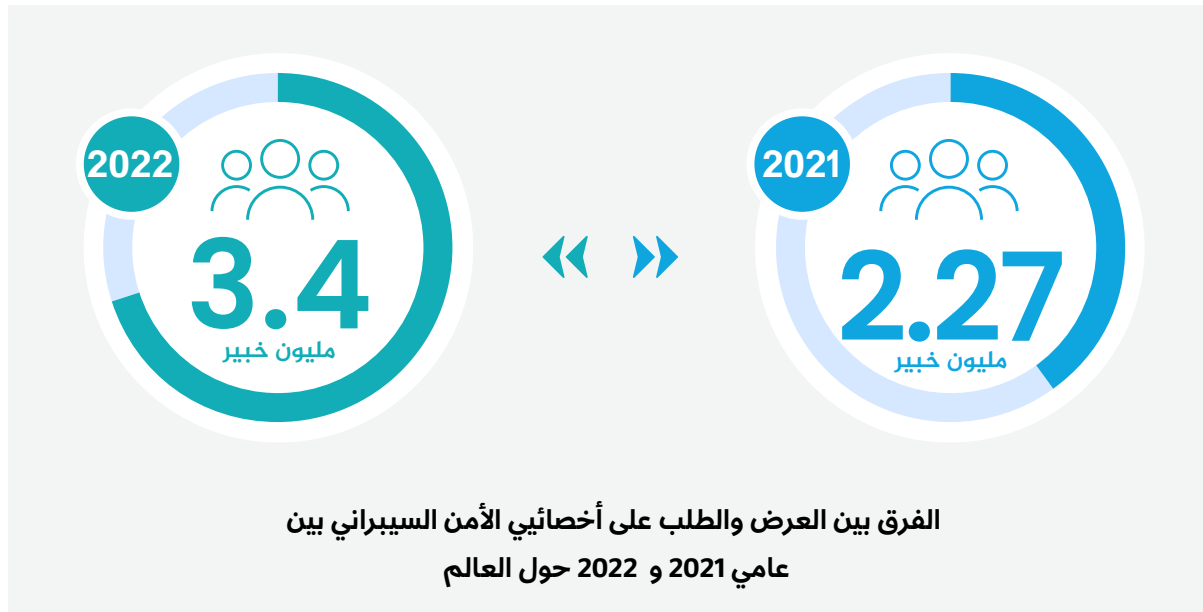 2021
2.27
مليون خبير
2022
3.4
مليون خبير
الفرق بين العرض والطلب على أخصائيي الأمن السيبراني بين
عامي 2021 و 2022 حول العالم